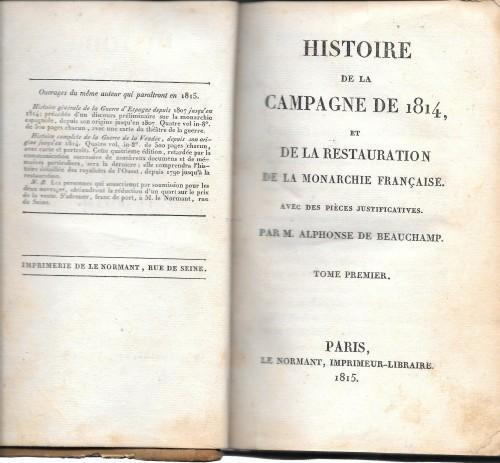 Ouvrages du même auteur qui paraîtront en 1815.
Histoire générale de la Guerre d'Espagne depuis 1807 jusqu'en
1814; précédée d'un discours préliminaire sur la monarchie
espagnole, depuis son origine jusqu'en 1807. Quatre vol in-8°.
de 500 pages chacun, avec une carte du théâtre de la guerre.
Histoire complète de la Guerre de la Vendée, depuis son ori-
gine jusqu'en 1814. Quatre vol. in-8°. de 500 pages chacun,
avec carte et portraits. Cette quatrième édition, retardée par la
communication successive de nombreux documens et de mé-
moires particuliers, sera la dernière : elle comprendra l'his-
toire détaillée des royalistes de l'Ouest, depuis 1790 jusqu'à la
restauration.
N. B. Les personnes qui souscriront par soumission pour les
deux ouvrages, obtiendront la réduction d'un quart sur le prix
de la vente. S'adresser, franc de port, à M. le Normant, rue
de Seine.
IMPRIMERIE DE LE NORMANT, RUE DE SEINE.
HISTOIRE
DE LA
CAMPAGNE DE 1814,
ET
DE LA RESTAURATION
DE LA MONARCHIE FRANÇAISE.
AVEC DES PIÈCES JUSTIFICATIVES.
PAR M. ALPHONSE DE BEAUCHAMP.
TOME PREMIER.
PARIS,
LE NORMANT, IMPRIMEUR-LIBRAIRE.
1815.